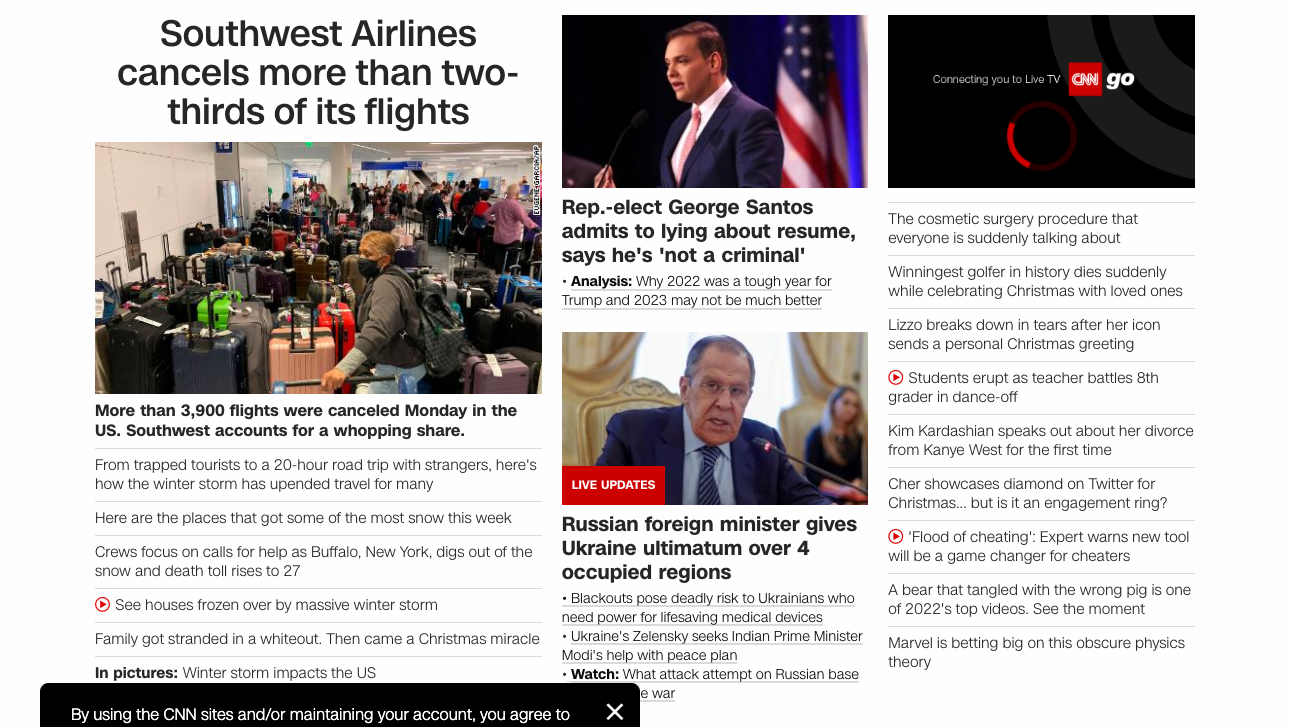 Southwest Airlines
cancels more than two-
thirds of its flights
EUGENE GARCIA/AP
More than 3,900 flights were canceled Monday in the
US. Southwest accounts for a whopping share.
From trapped tourists to a 20-hour road trip with strangers, here's
how the winter storm has upended travel for many
Here are the places that got some of the most snow this week
Crews focus on calls for help as Buffalo, New York, digs out of the
snow and death toll rises to 27
See houses frozen over by massive winter storm
Family got stranded in a whiteout. Then came a Christmas miracle
In pictures: Winter storm impacts the US
Rep.-elect George Santos
admits to lying about resume,
says he's 'not a criminal'
• Analysis: Why 2022 was a tough year for
Trump and 2023 may not be much better
LIVE UPDATES
Russian foreign minister gives
Ukraine ultimatum over 4
occupied regions
• Blackouts pose deadly risk to Ukrainians who
need power for lifesaving medical devices
• Ukraine's Zelensky seeks Indian Prime Minister
Modi's help with peace plan
• Watch: What attack attempt on Russian base
war
Connecting you to Live TV CNN go
The cosmetic surgery procedure that
everyone is suddenly talking about
Winningest golfer in history dies suddenly
while celebrating Christmas with loved ones
Lizzo breaks down in tears after her icon
sends a personal Christmas greeting
Students erupt as teacher battles 8th
grader in dance-off
Kim Kardashian speaks out about her divorce
from Kanye West for the first time
Cher showcases diamond on Twitter for
Christmas... but is it an engagement ring?
'Flood of cheating': Expert warns new tool
will be a game changer for cheaters
A bear that tangled with the wrong pig is one
of 2022's top videos. See the moment
Marvel is betting big on this obscure physics
theory
By using the CNN sites and/or maintaining your account, you agree to